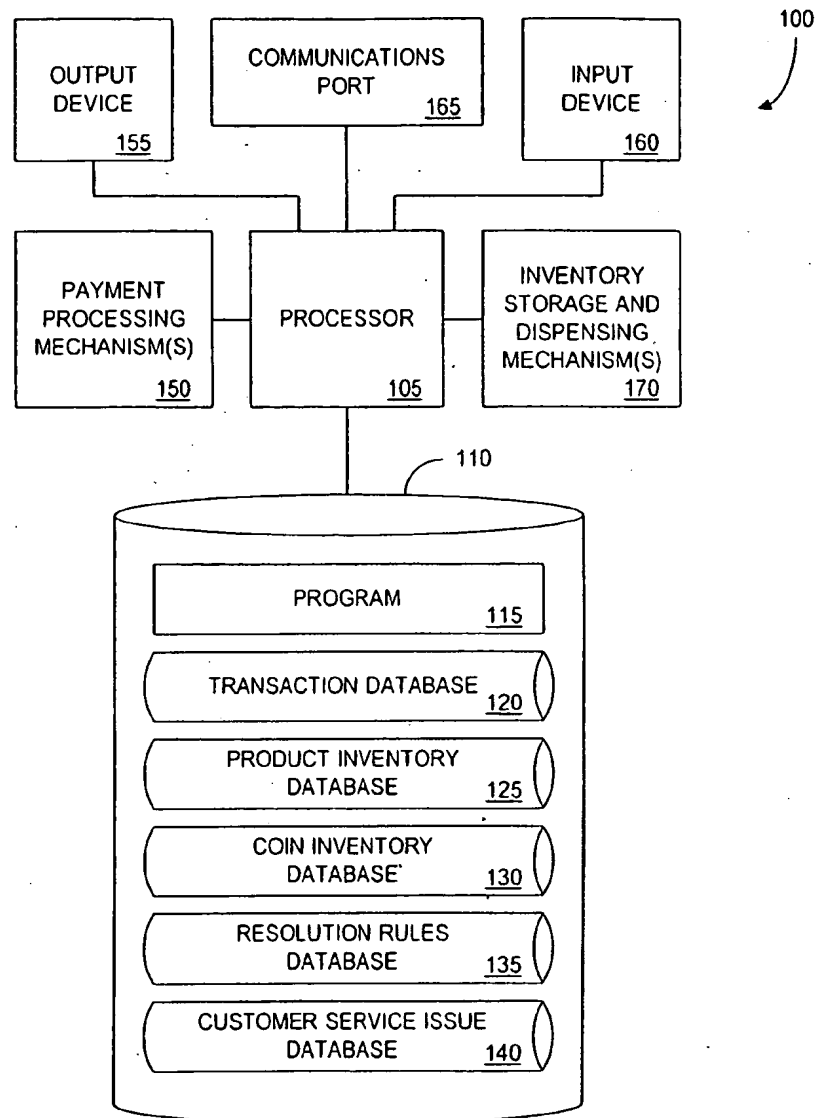 100
OUTPUT
DEVICE
155
COMMUNICATIONS
PORT
165
INPUT
DEVICE
160
PAYMENT
PROCESSING
MECHANISM(S)
150
PROCESSOR
105
INVENTORY
STORAGE AND
DISPENSING
MECHANISM(S)
170
110
PROGRAM
115
TRANSACTION DATABASE
120
PRODUCT INVENTORY
DATABASE
125
COIN INVENTORY
DATABASE
130
RESOLUTION RULES
DATABASE
135
CUSTOMER SERVICE ISSUE
DATABASE
140